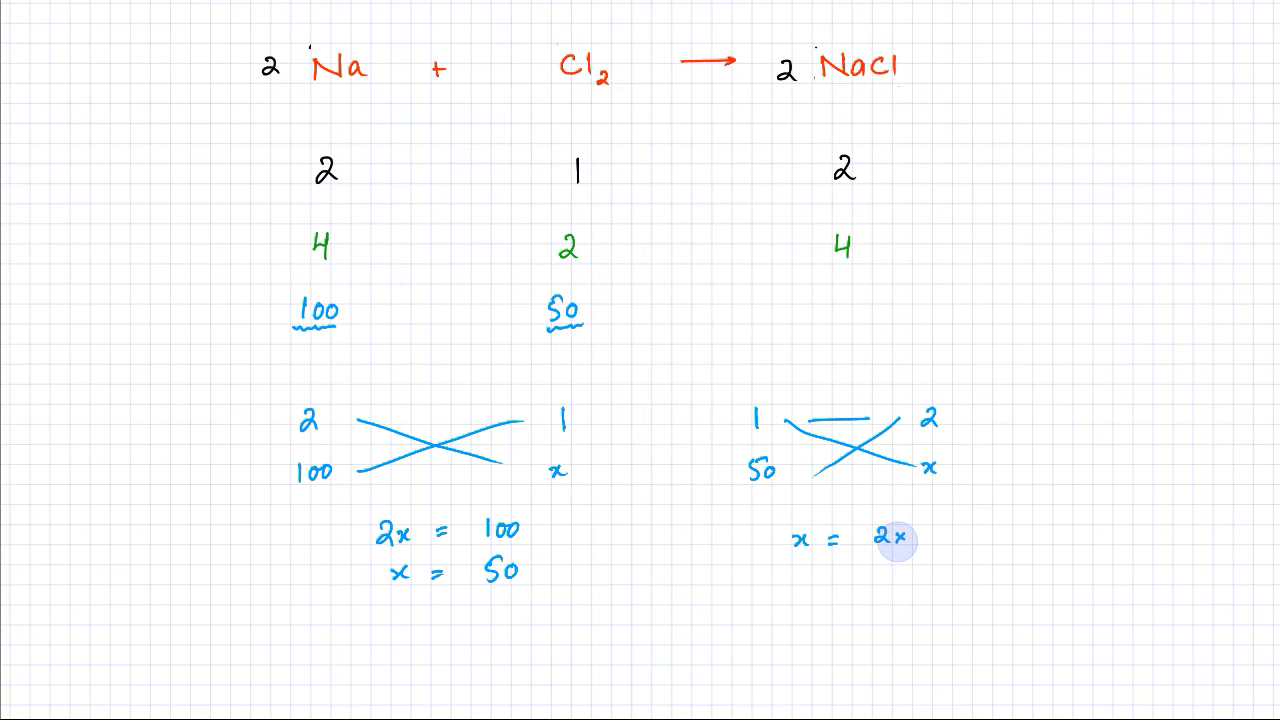 2 Na + Cl₂ → 2 NaCl
2 1 2
4 2 4
100 50
2 1 1 2
100 x 50 x
2x = 100
x = 2x
x = 50